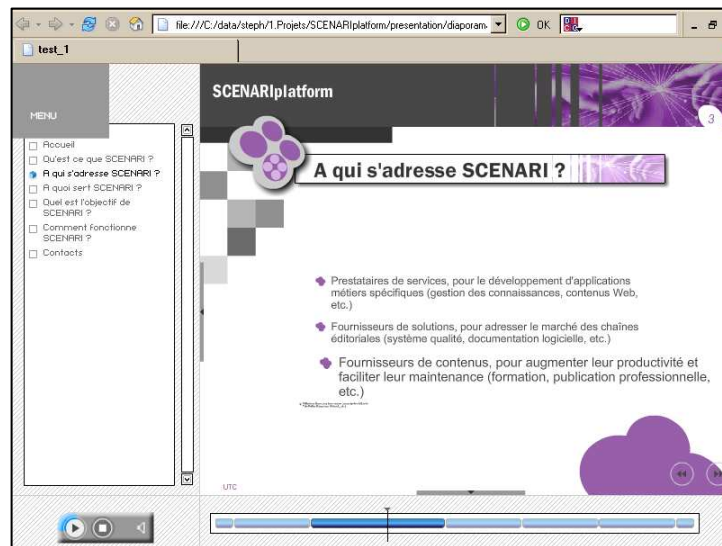 file:///C:/data/steph/1.Projets/SCENARIplatform/presentation/diaporam
OK
test_1
SCENARIplatform
3
MENU
Accueil
Qu'est ce que SCENARI ?
A qui s'adresse SCENARI ?
A quoi sert SCENARI ?
Quel est l'objectif de
SCENARI ?
Comment fonctionne
SCENARI ?
Contacts
A qui s'adresse SCENARI ?
Prestataires de services, pour le développement d'applications
métiers spécifiques (gestion des connaissances, contenus Web,
etc.)
Fournisseurs de solutions, pour adresser le marché des chaînes
éditoriales (système qualité, documentation logicielle, etc.)
Fournisseurs de contenus, pour augmenter leur productivité et
faciliter leur maintenance (formation, publication professionnelle,
etc.)
UTC